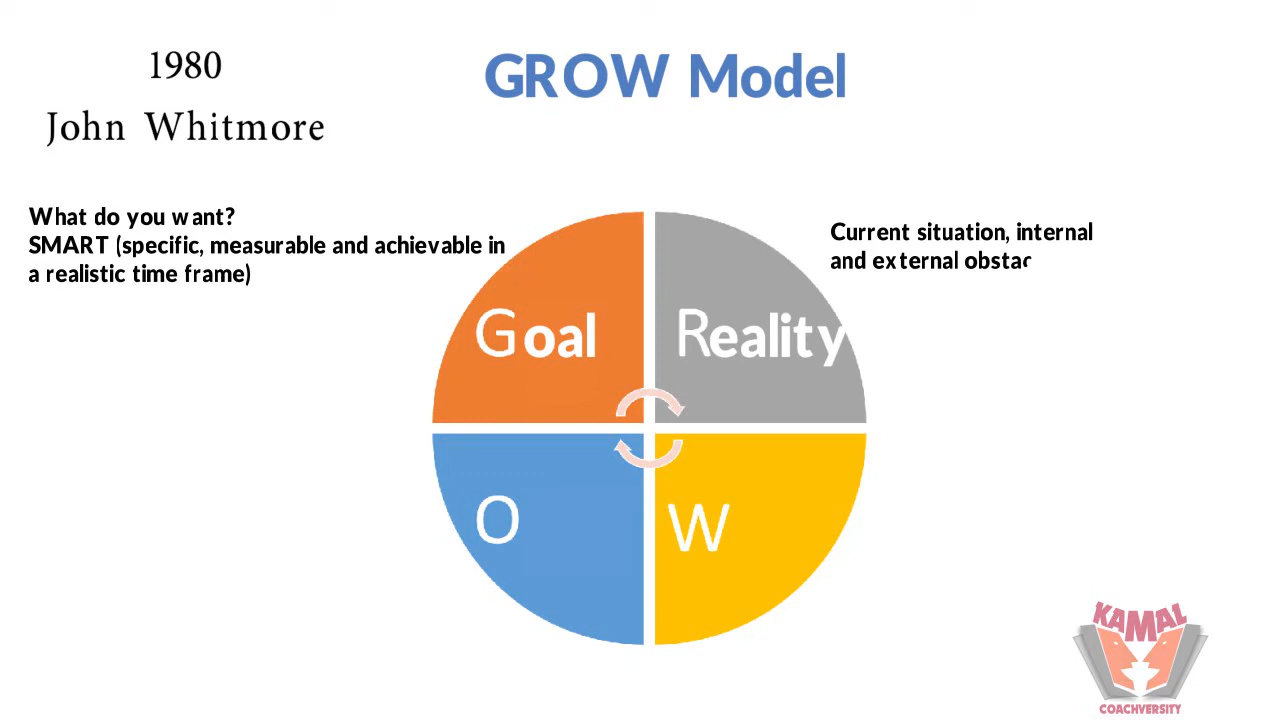 1980
John Whitmore
GROW Model
What do you want?
SMART (specific, measurable and achievable in
a realistic time frame)
Current situation, internal
and external
Goal
Reality
O
W
KAMAL
COACHVERSITY